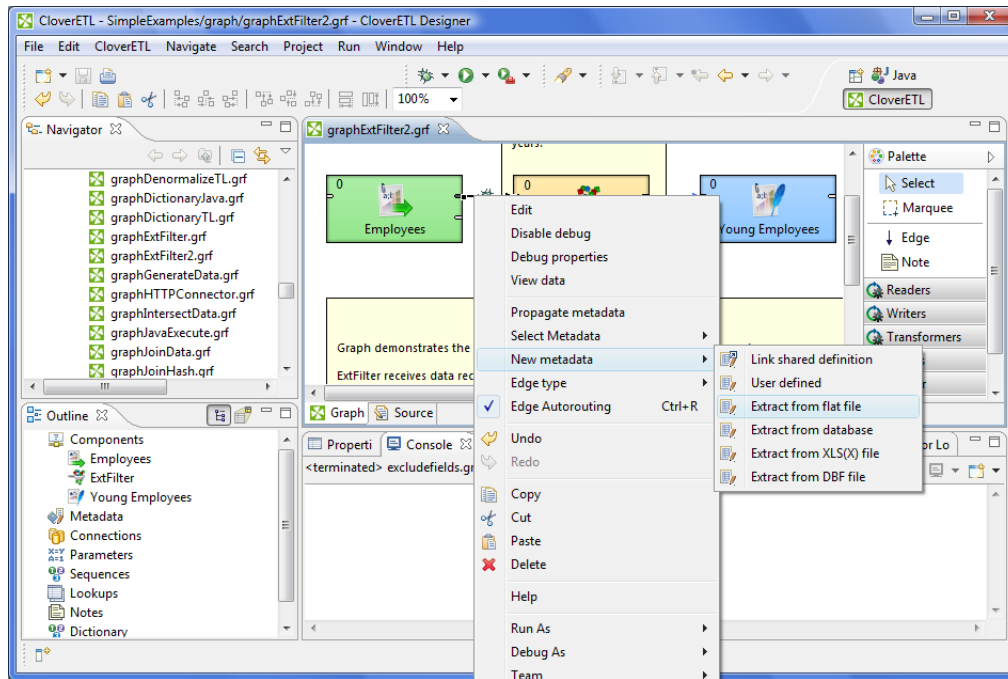 CloverETL - SimpleExamples/graph/graphExtFilter2.grf - CloverETL Designer
File Edit CloverETL Navigate Search Project Run Window Help
Java
100%
CloverETL
Navigator
graphDenormalizeTL.grf
graphDictionaryJava.grf
graphDictionaryTL.grf
graphExtFilter.grf
graphExtFilter2.grf
graphGenerateData.grf
graphHTTPConnector.grf
graphIntersectData.grf
graphJavaExecute.grf
graphJoinData.grf
graphJoinHash.grf
Outline
Components
Employees
ExtFilter
Young Employees
Metadata
Connections
Parameters
Sequences
Lookups
Notes
Dictionary
graphExtFilter2.grf
years.
0
Employees
0
0
Young Employees
Graph demonstrates the
ExtFilter receives data rec
Graph Source
Properti Console
<terminated> excludefields.gr
Palette
Select
Marquee
Edge
Note
Readers
Writers
Transformers
Edit
Disable debug
Debug properties
View data
Propagate metadata
Select Metadata
New metadata
Edge type
Edge Autorouting Ctrl+R
Undo
Redo
Copy
Cut
Paste
Delete
Help
Run As
Debug As
Team
Link shared definition
User defined
Extract from flat file
Extract from database
Extract from XLS(X) file
Extract from DBF file
or Lo